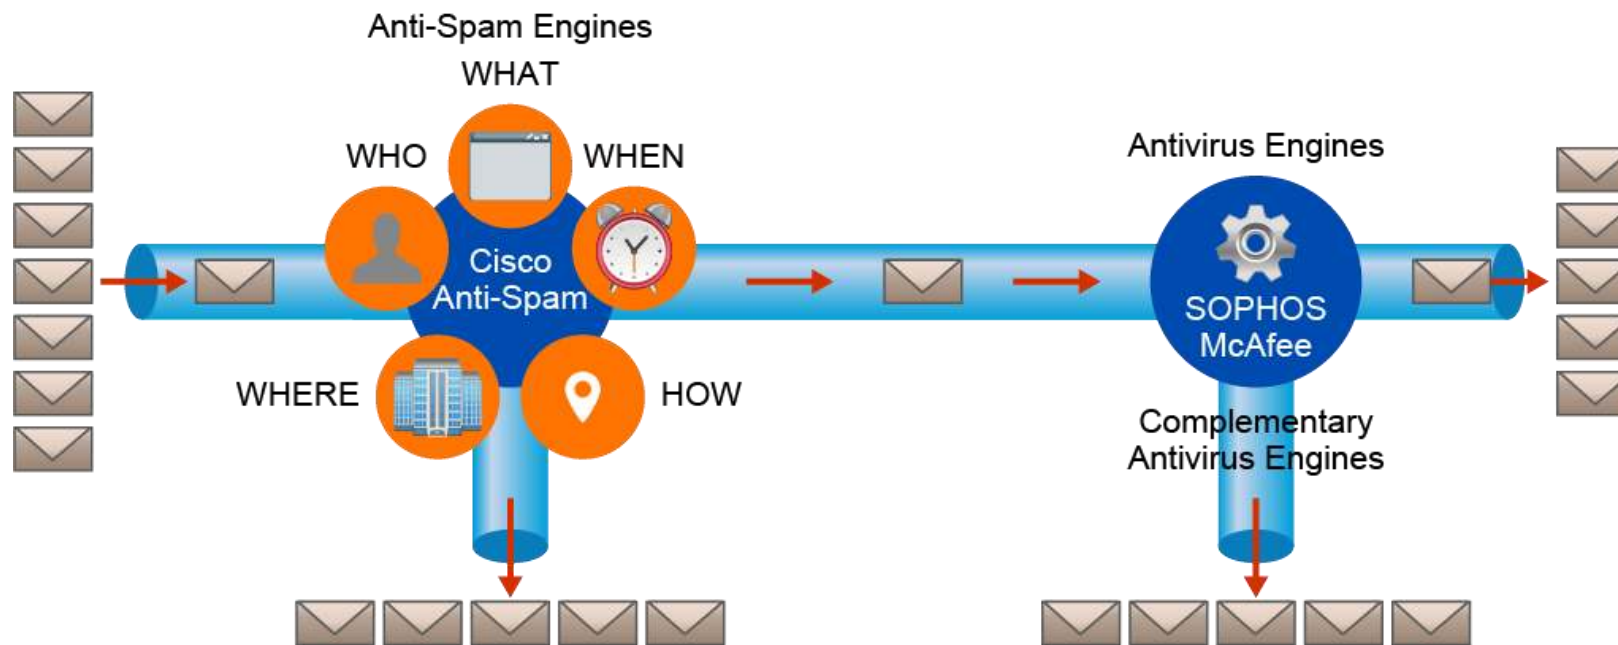 Anti-Spam Engines
WHAT
WHO
WHEN
Cisco
Anti-Spam
WHERE
HOW
Antivirus Engines
SOPHOS
McAfee
Complementary
Antivirus Engines